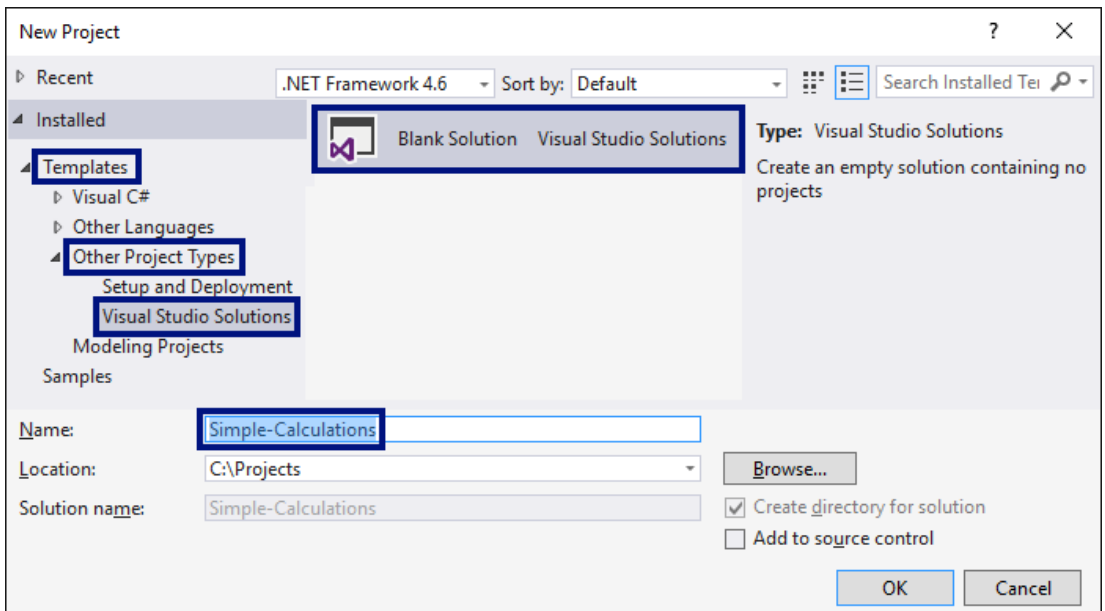 New Project ?
Recent
.NET Framework 4.6 Sort by: Default Search Installed Tei
Installed
Templates
Visual C#
Other Languages
Other Project Types
Setup and Deployment
Visual Studio Solutions
Modeling Projects
Samples
Blank Solution Visual Studio Solutions
Type: Visual Studio Solutions
Create an empty solution containing no
projects
Name: Simple-Calculations
Location: C:\Projects Browse...
Solution name: Simple-Calculations Create directory for solution
Add to source control
OK Cancel